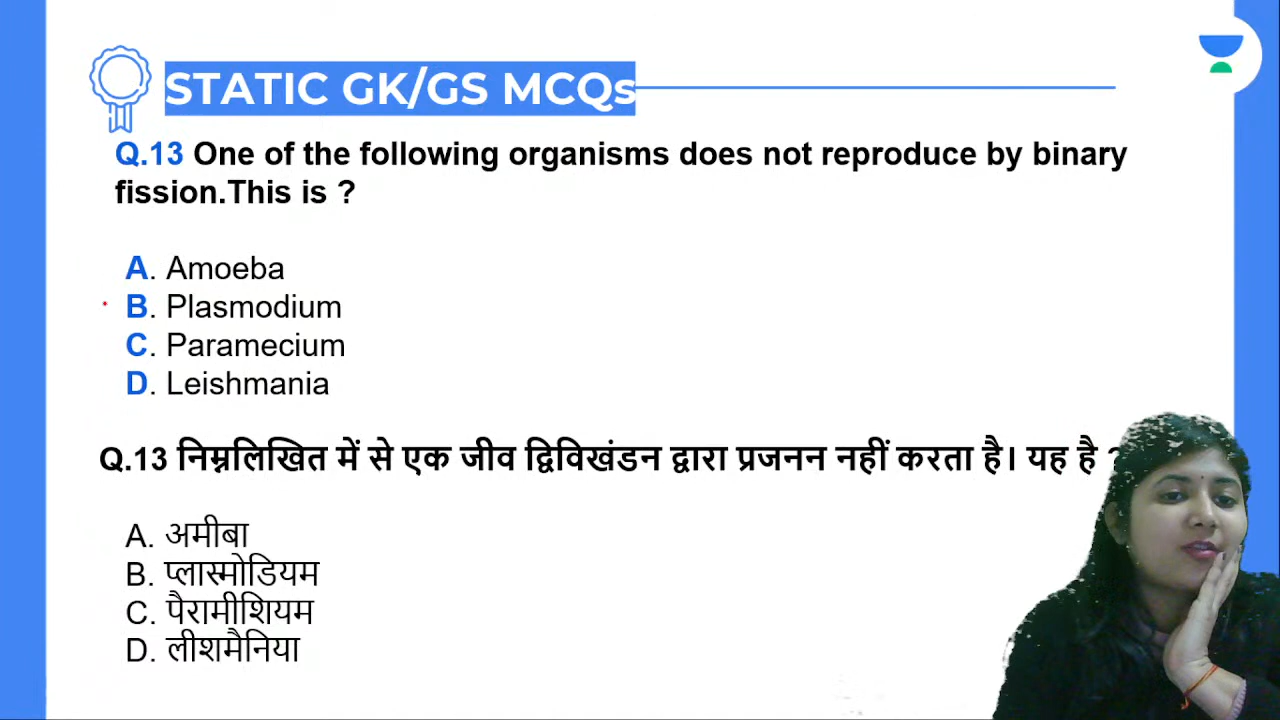 STATIC GK/GS MCQs
Q.13 One of the following organisms does not reproduce by binary
fission.This is ?
A. Amoeba
B. Plasmodium
C. Paramecium
D. Leishmania
Q.13 निम्नलिखित में से एक जीव द्विविखंडन द्वारा प्रजनन नहीं करता है। यह है ?
A. अमीबा
B. प्लास्मोडियम
C. पैरामीशियम
D. लीशमैनिया